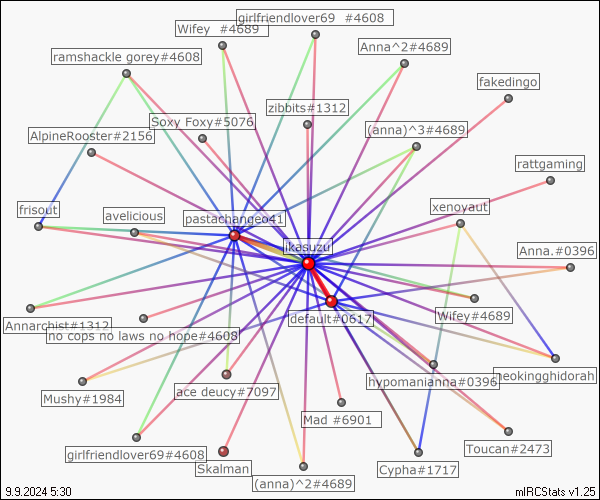 girlfriendlover69 #4608
Wifey #4689
Anna^2#4689
ramshackle gorey#4608
fakedingo
zibbits#1312
Soxy Foxy#5076
(anna)^3#4689
AlpineRooster#2156
rattgaming
xenoyaut
frisout
avelicious
pastachangeo41
jikasuzu
Anna.#0396
Wifey#4689
default#0617
Annarchist#1312
no cops no laws no hope#4608
neokingghidorah
hypomanianna#0396
Mushy#1984
ace deucy#7097
Mad #6901
Toucan#2473
girlfriendlover69#4608
Skalman
Cypha#1717
(anna)^2#4689
9.9.2024 5:30
mIRCStats v1.25